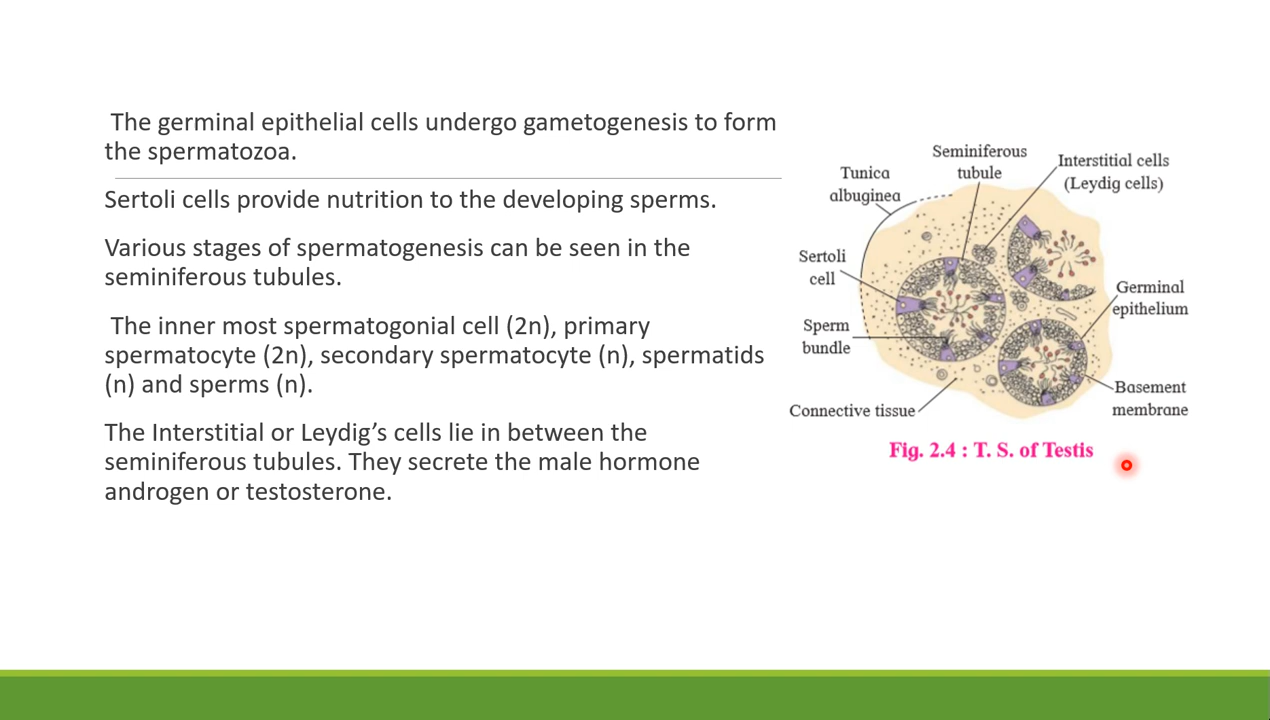 The germinal epithelial cells undergo gametogenesis to form
the spermatozoa.
Sertoli cells provide nutrition to the developing sperms.
Various stages of spermatogenesis can be seen in the
seminiferous tubules.
The inner most spermatogonial cell (2n), primary
spermatocyte (2n), secondary spermatocyte (n), spermatids
(n) and sperms (n).
The Interstitial or Leydig’s cells lie in between the
seminiferous tubules. They secrete the male hormone
androgen or testosterone.
Seminiferous
tubule
Interstitial cells
(Leydig cells)
Tunica
albuginea
Sertoli
cell
Germinal
epithelium
Sperm
bundle
Basement
membrane
Connective tissue
Fig. 2.4 : T. S. of Testis